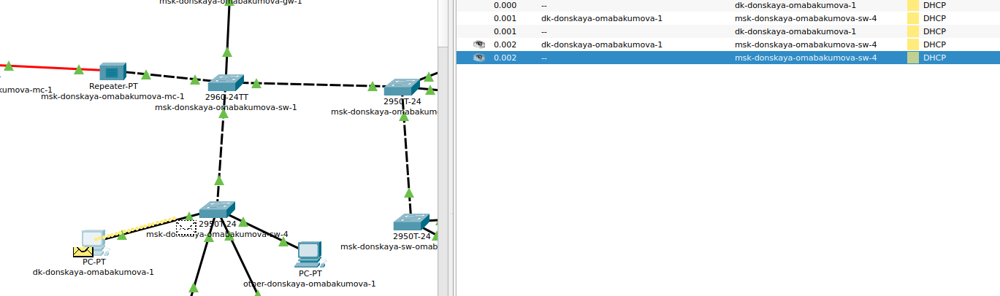 msk-donskaya-omabakumova-gw-1
Repeater-PT
kumova-mc-1
msk-donskaya-omabakumova-mc-1
2960-24TT
msk-donskaya-omabakumova-sw-1
2950T-24
msk-donskaya-omabakum
2950T-24
msk-donskaya-omabakumova-sw-4
2950T-24
msk-donskaya-sw-omab
PC-PT
dk-donskaya-omabakumova-1
PC-PT
other-donskaya-omabakumova-1
0.000 -- dk-donskaya-omabakumova-1 DHCP
0.001 dk-donskaya-omabakumova-1 msk-donskaya-omabakumova-sw-4 DHCP
0.001 -- dk-donskaya-omabakumova-1 DHCP
0.002 dk-donskaya-omabakumova-1 msk-donskaya-omabakumova-sw-4 DHCP
0.002 -- msk-donskaya-omabakumova-sw-4 DHCP